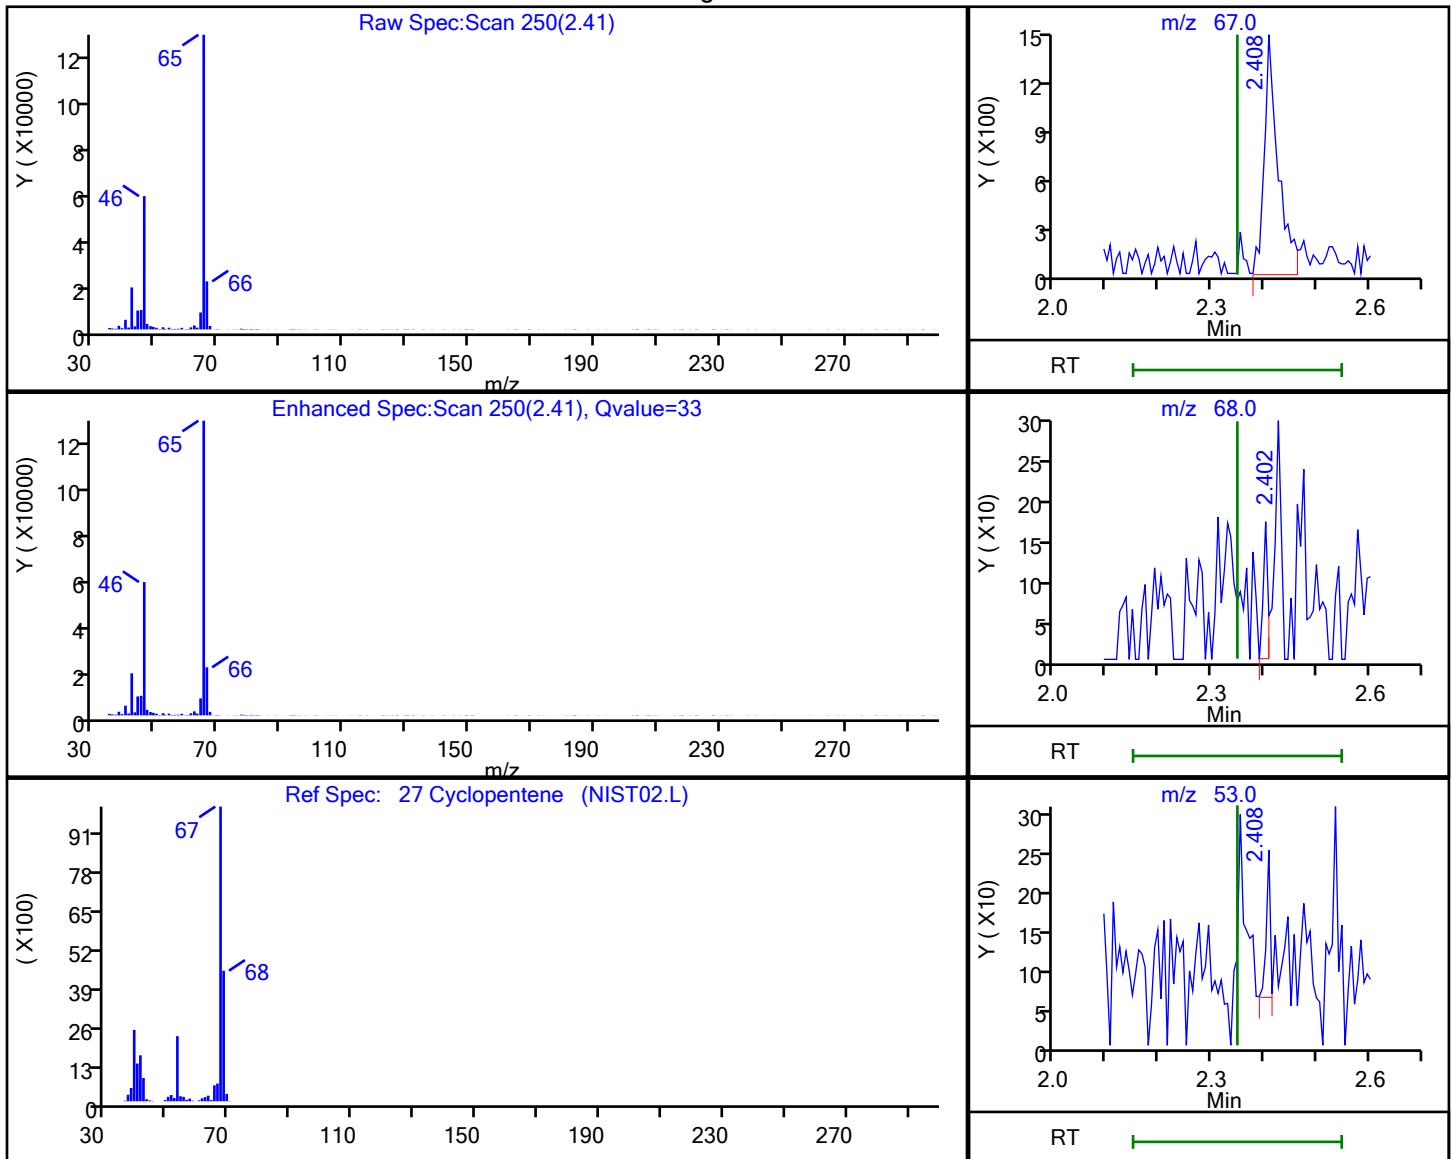 Raw Spec:Scan 250(2.41)
Y ( X10000)
12
10
8
6
4
2
0
65
46
66
30 70 110 150 190 230 270
m/z
m/z 67.0
Y ( X100)
15
12
9
6
3
0
2.408
2.0 2.3 2.6
Min
RT
Enhanced Spec:Scan 250(2.41), Qvalue=33
Y ( X10000)
12
10
8
6
4
2
0
65
46
66
30 70 110 150 190 230 270
m/z
m/z 68.0
Y ( X10)
30
25
20
15
10
5
0
2.402
2.0 2.3 2.6
Min
RT
Ref Spec: 27 Cyclopentene (NIST02.L)
( X100)
91
78
65
52
39
26
13
0
67
68
30 70 110 150 190 230 270
m/z 53.0
Y ( X10)
30
25
20
15
10
5
0
2.408
2.0 2.3 2.6
Min
RT